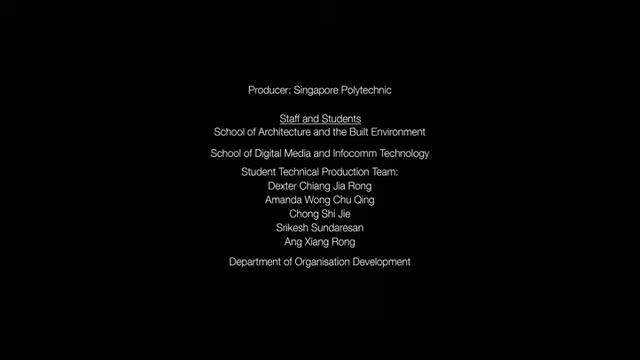 Producer: Singapore Polytechnic
Staff and Students
School of Architecture and the Built Environment
School of Digital Media and Infocomm Technology
Student Technical Production Team:
Dexter Chiang Jia Rong
Amanda Wong Chu Qing
Chong Shi Jie
Srikesh Sundaresan
Ang Xiang Rong
Department of Organisation Development